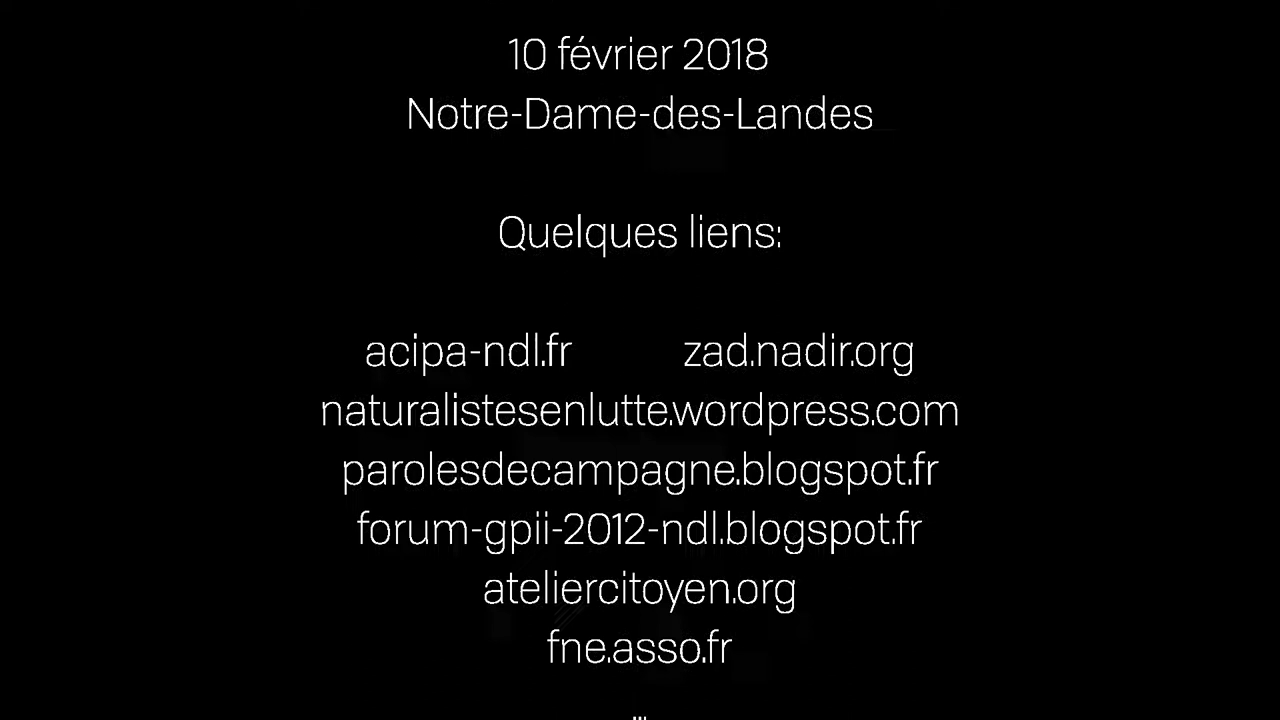 10 février 2018
Notre-Dame-des-Landes
Quelques liens:
acipa-ndl.fr zad.nadir.org
naturalistesenlutte.wordpress.com
parolesdecampagne.blogspot.fr
forum-gpii-2012-ndl.blogspot.fr
ateliercitoyen.org
fne.asso.fr